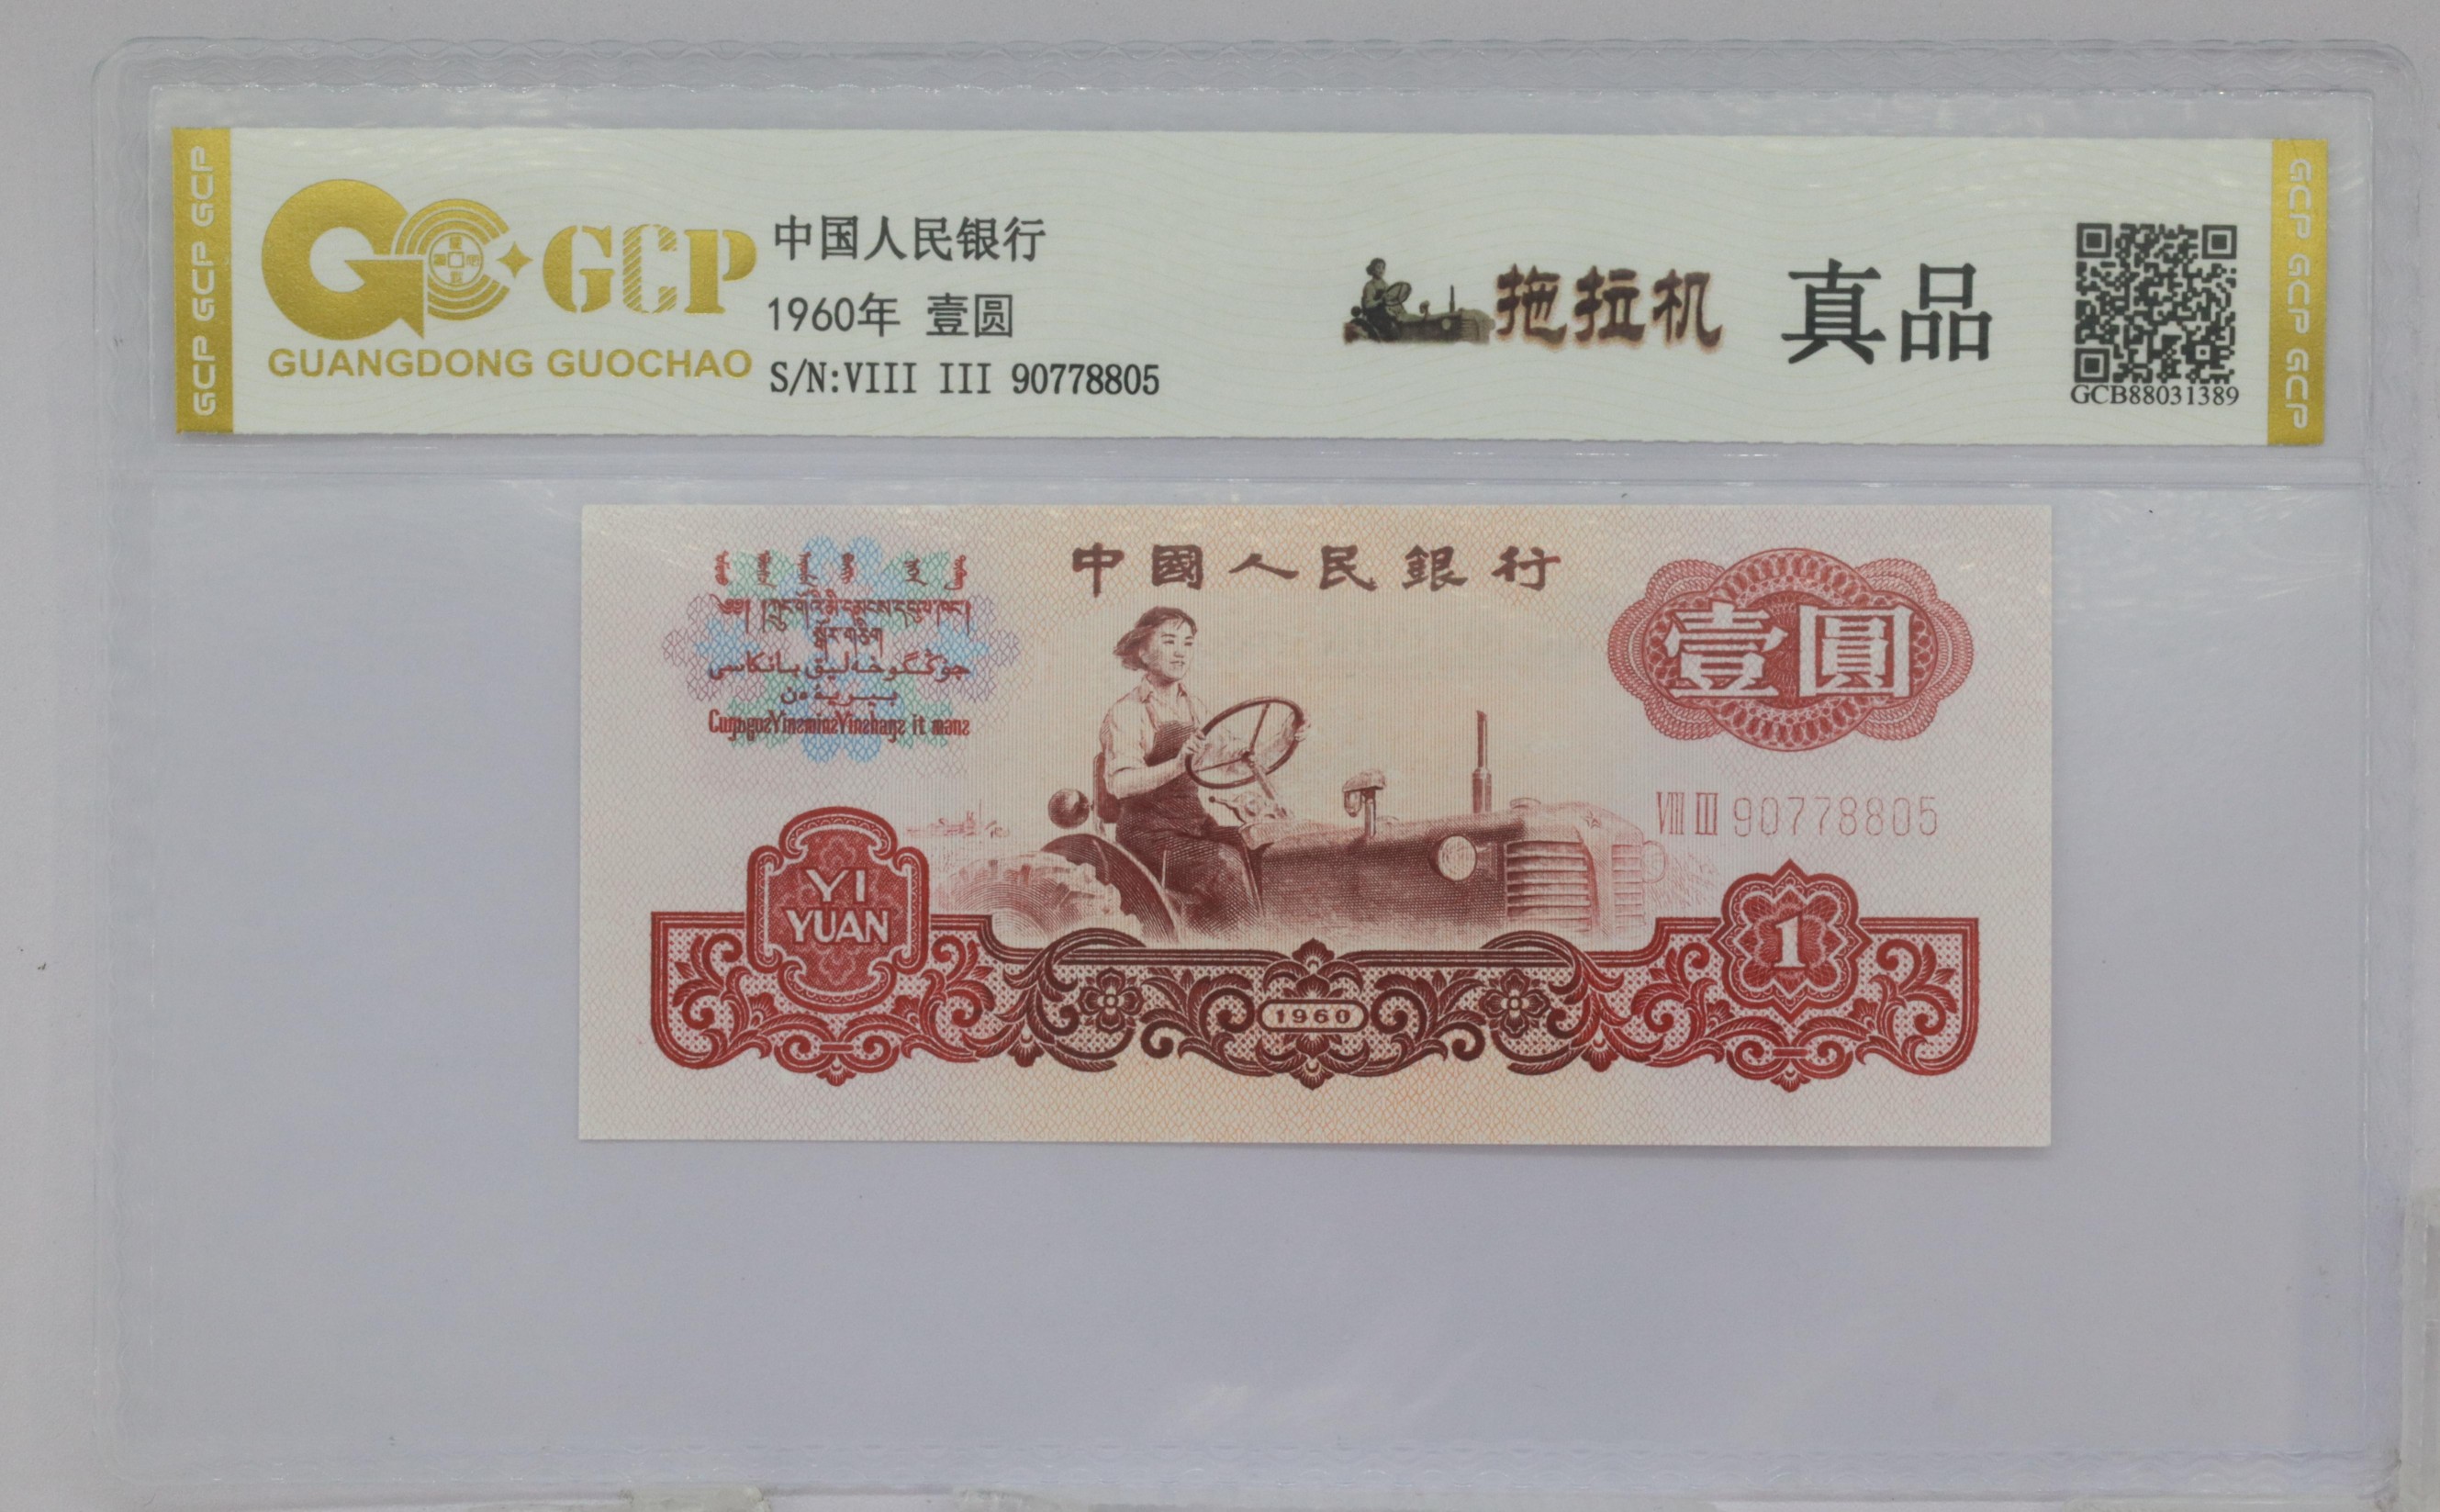 GCP GCP GCP
GCP
GUANGDONG GUOCHAO
中国人民银行
1960年 壹圆
S/N:VIII III 90778805
拖拉机 真品
GCB88031389
GCP GCP GCP
中國人民銀行
壹圓
VIII III 90778805
YI
YUAN
1960
1